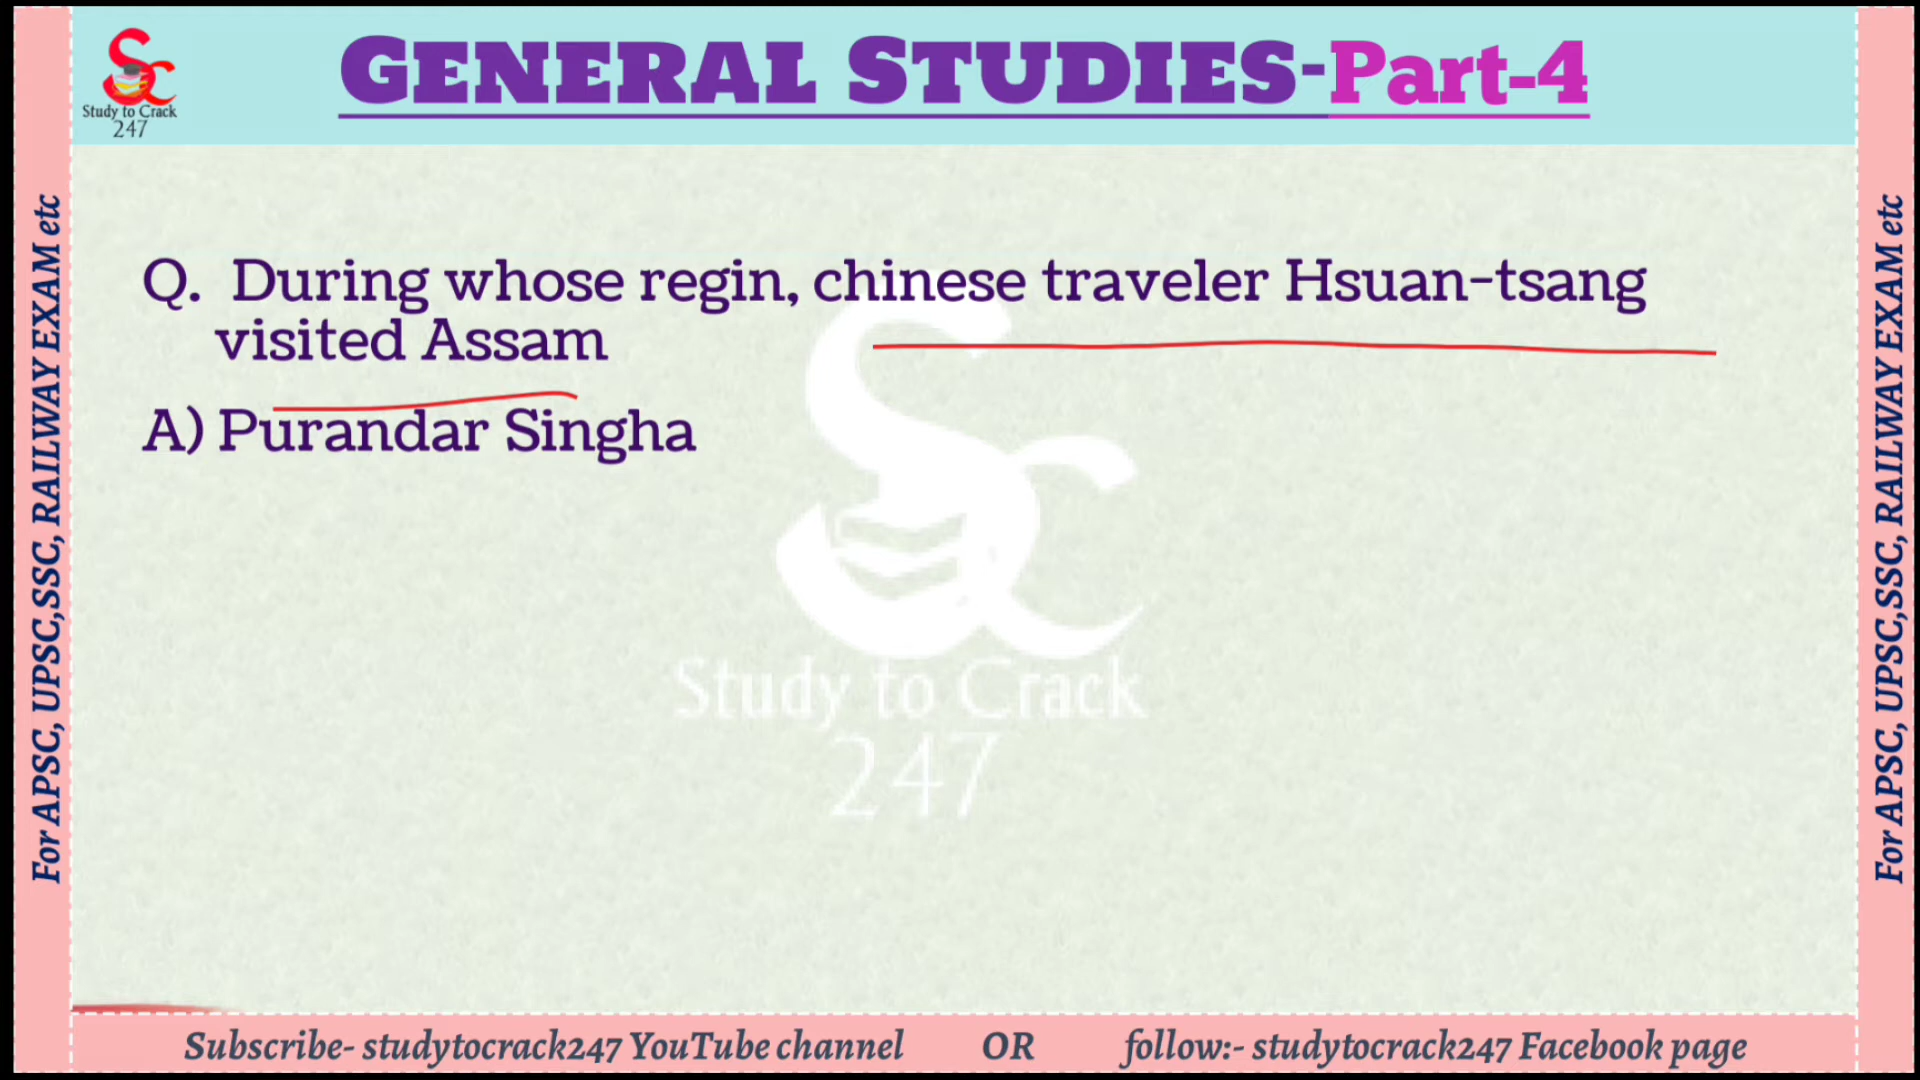 Study to Crack
247
GENERAL STUDIES-Part-4
For APSC, UPSC,SSC, RAILWAY EXAM etc
Q. During whose regin, chinese traveler Hsuan-tsang
visited Assam
A) Purandar Singha
Study to Crack
247
For APSC, UPSC,SSC, RAILWAY EXAM etc
Subscribe- studytocrack247 YouTube channel OR follow:- studytocrack247 Facebook page